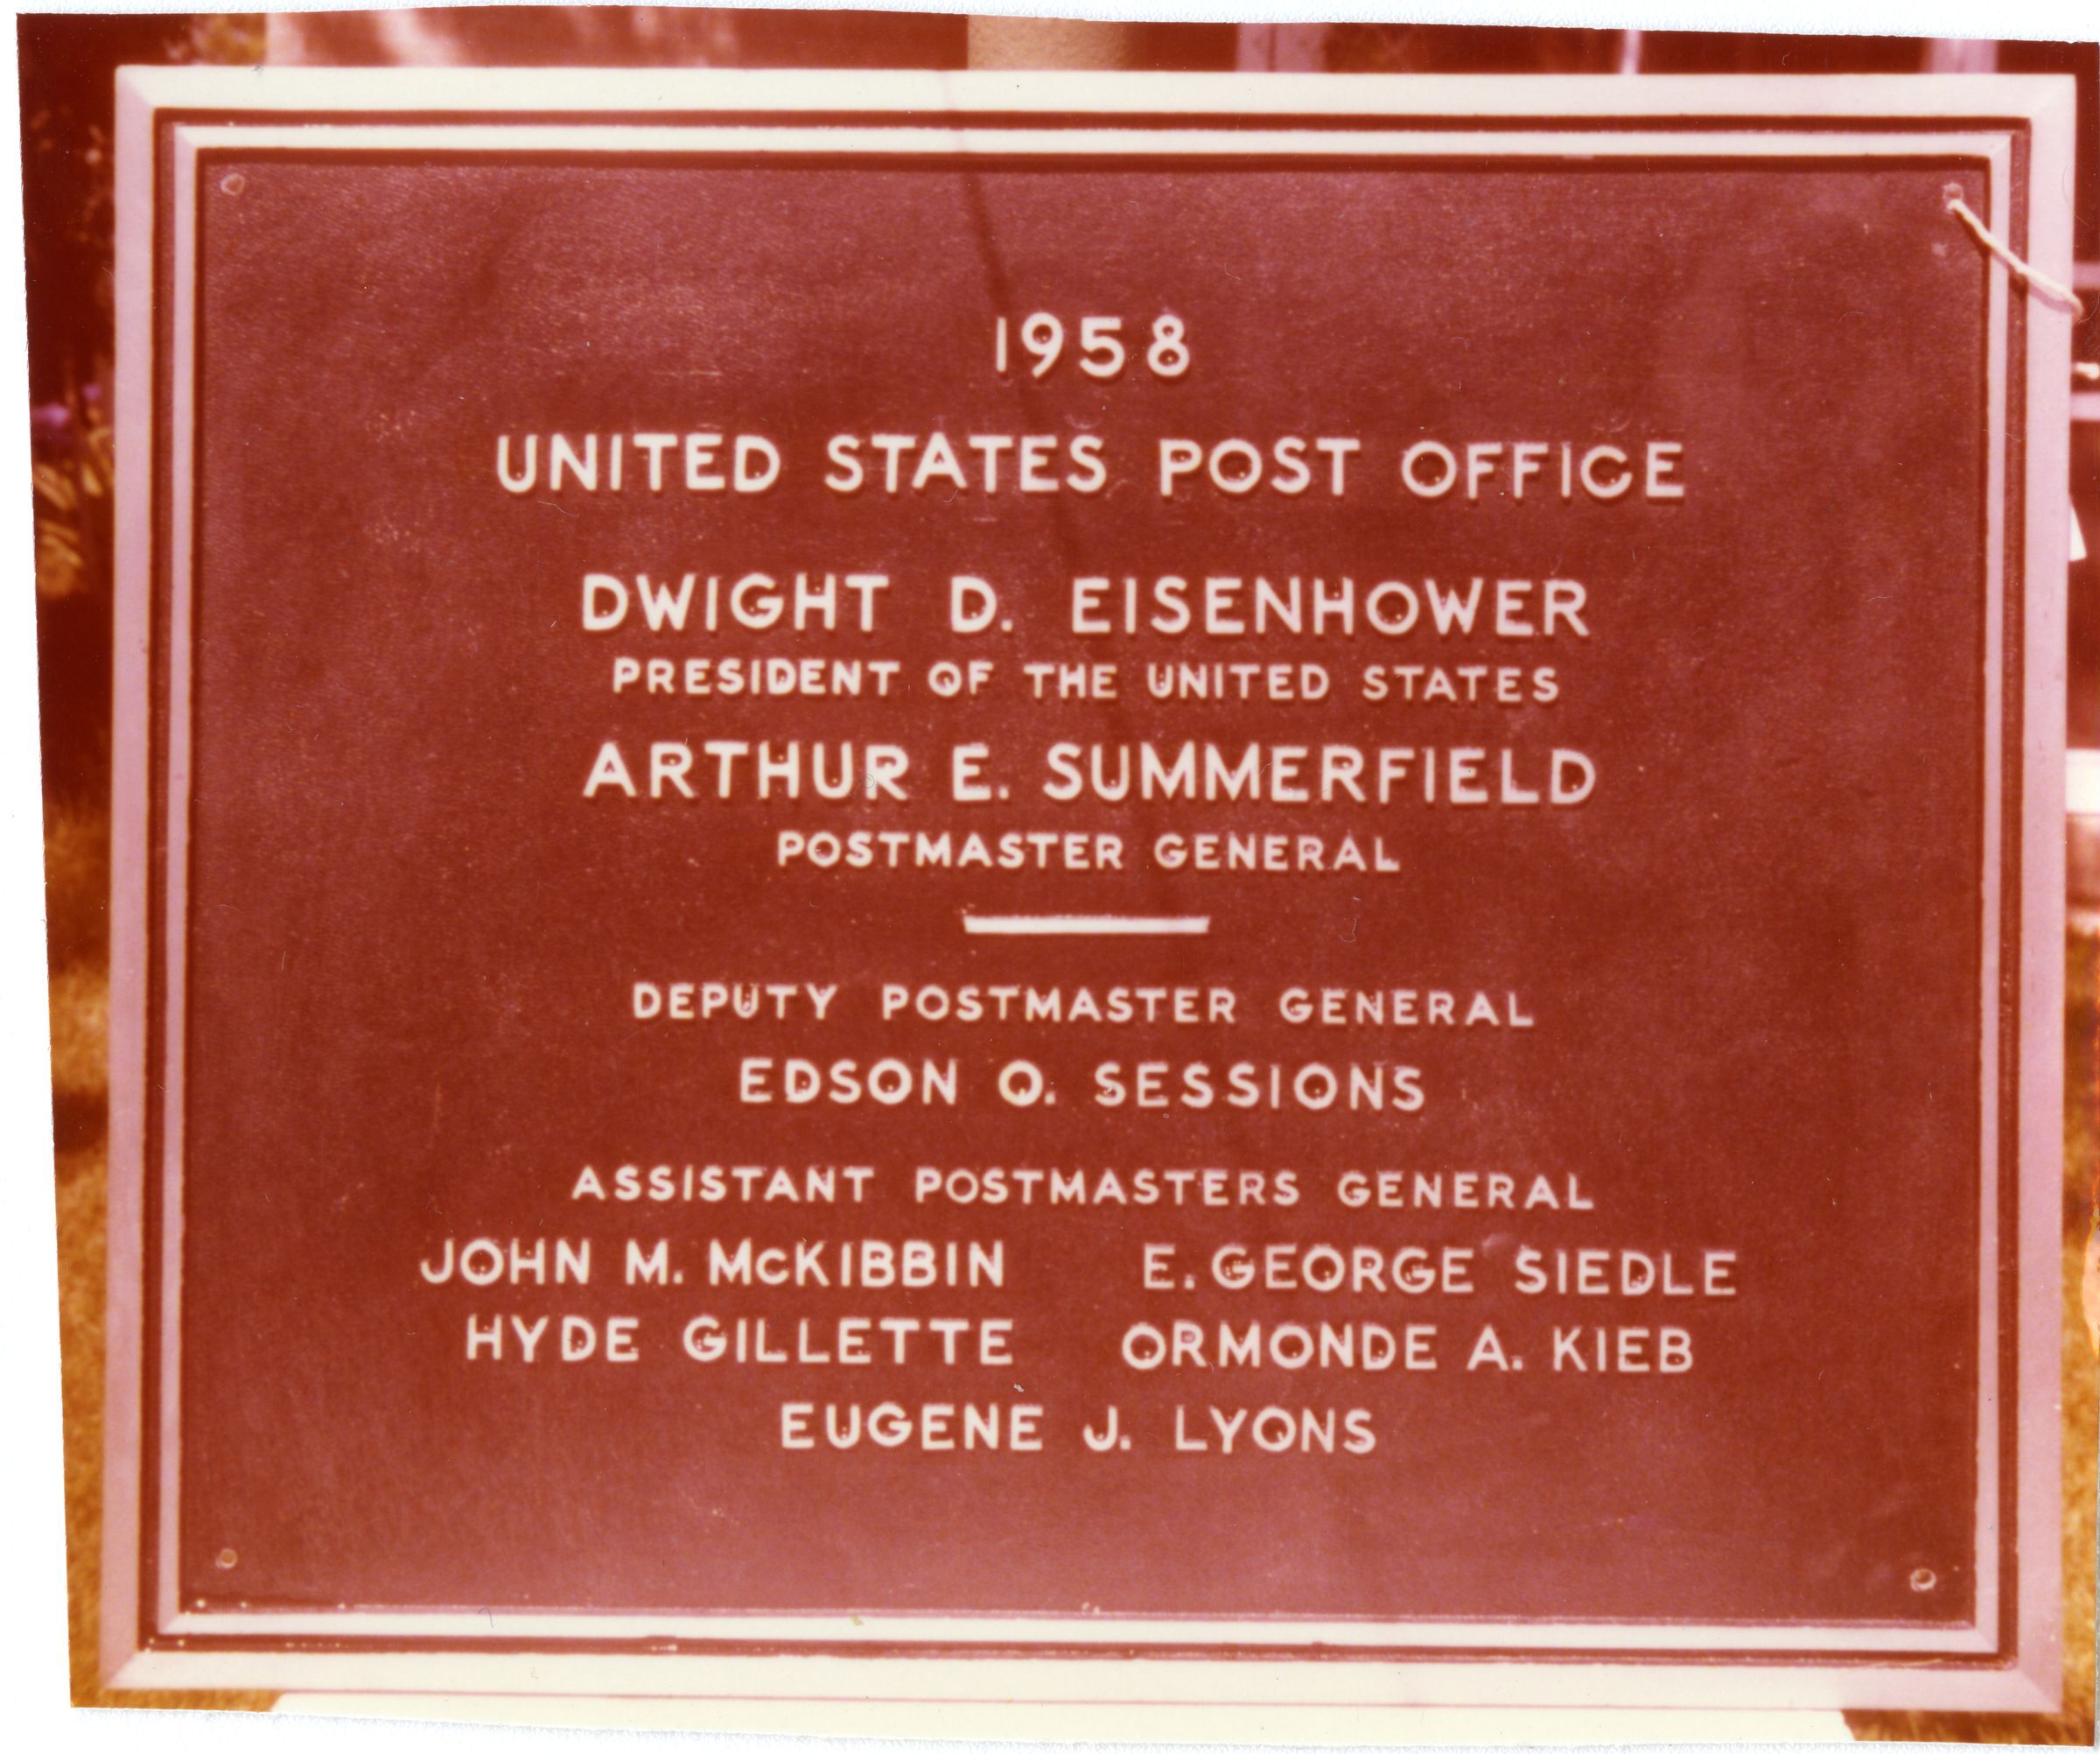 1958
UNITED STATES POST OFFICE
DWIGHT D. EISENHOWER
PRESIDENT OF THE UNITED STATES
ARTHUR E. SUMMERFIELD
POSTMASTER GENERAL
DEPUTY POSTMASTER GENERAL
EDSON O. SESSIONS
ASSISTANT POSTMASTERS GENERAL
JOHN M. McKIBBIN E. GEORGE SIEDLE
HYDE GILLETTE ORMONDE A. KIEB
EUGENE J. LYONS